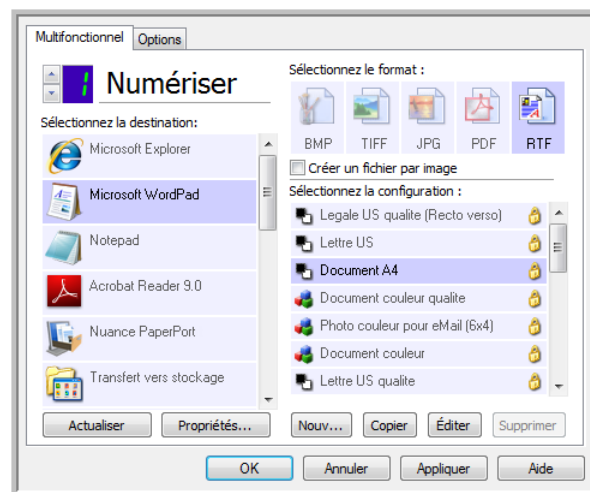 Multifonctionnel
Options
1 Numériser
Sélectionnez la destination:
Microsoft Explorer
Microsoft WordPad
Notepad
Acrobat Reader 9.0
Nuance PaperPort
Transfert vers stockage
Actualiser
Propriétés...
Sélectionnez le format :
BMP
TIFF
JPG
PDF
RTF
Créer un fichier par image
Sélectionnez la configuration :
Legale US qualite (Recto verso)
Lettre US
Document A4
Document couleur qualite
Photo couleur pour eMail (6x4)
Document couleur
Lettre US qualite
Nouv...
Copier
Éditer
Supprimer
OK
Annuler
Appliquer
Aide